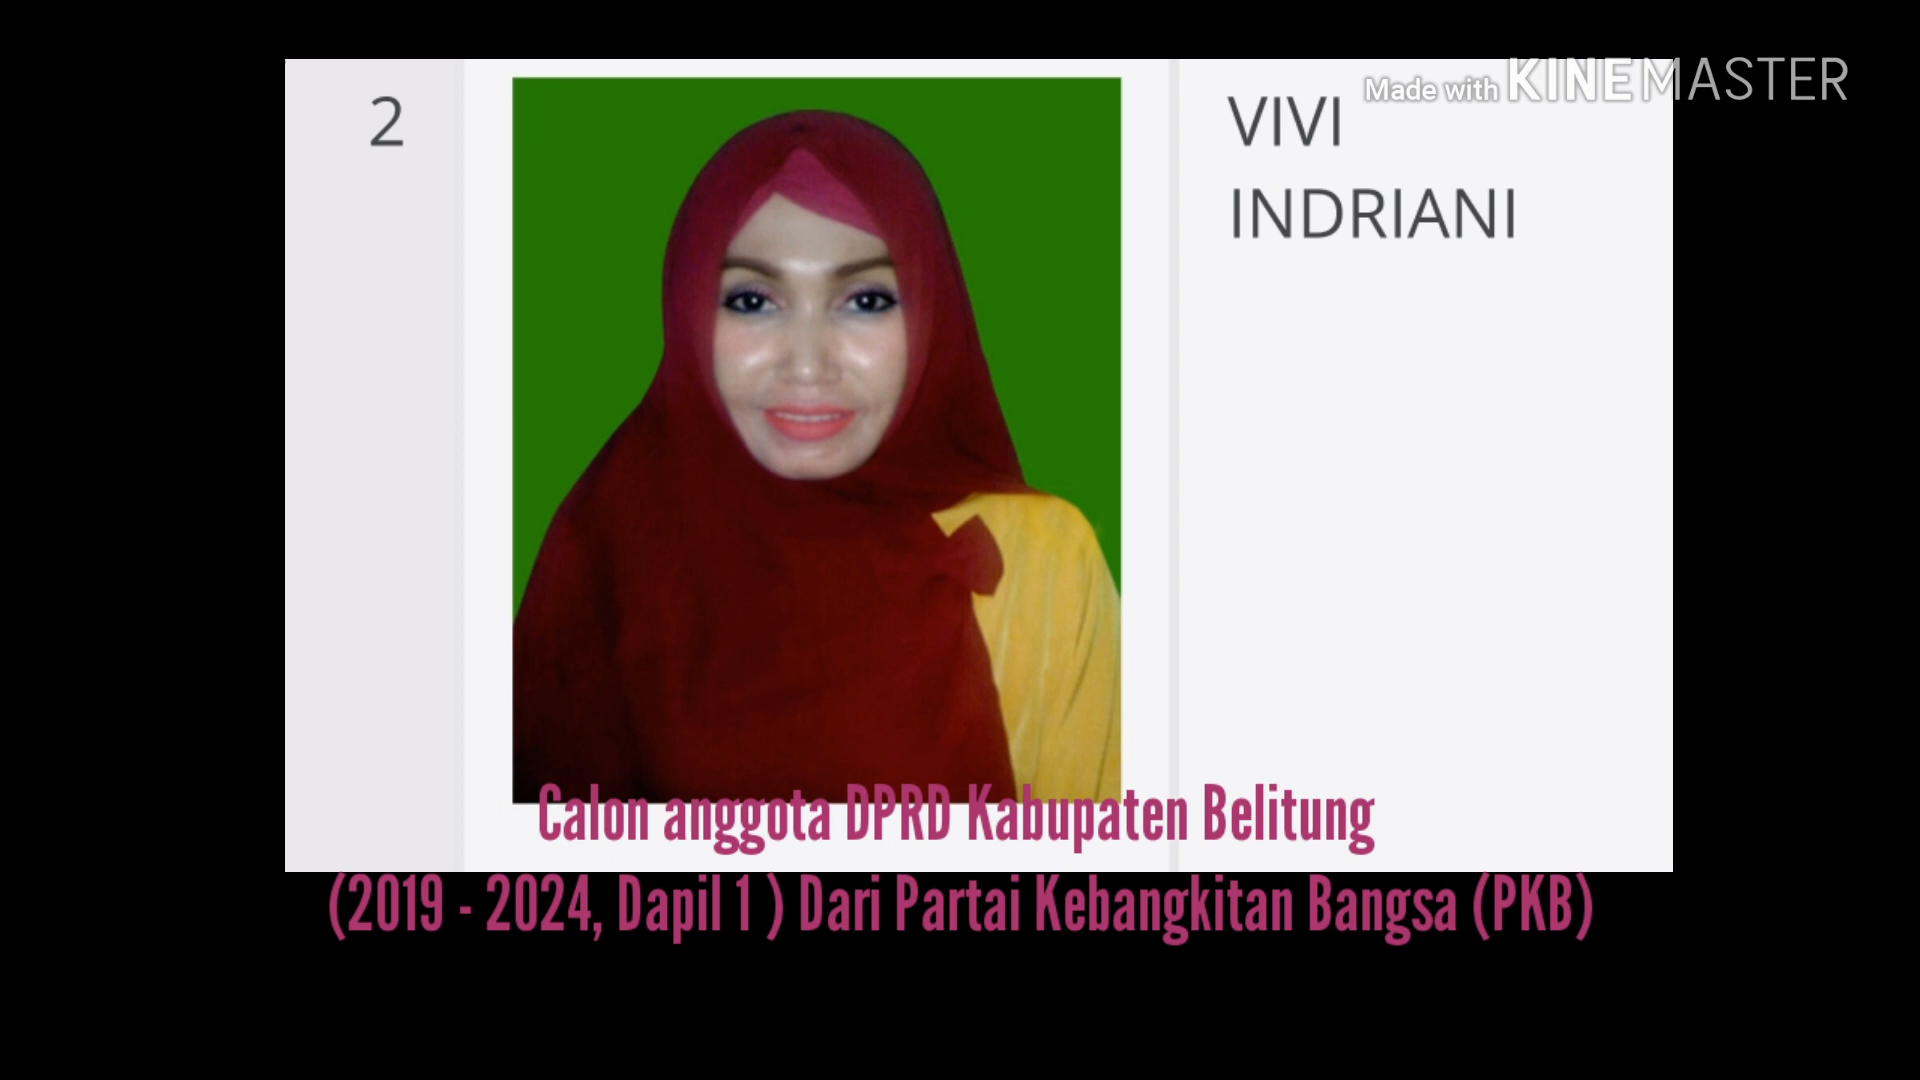 Made with KINEMASTER
2
VIVI
INDRIANI
Calon anggota DPRD Kabupaten Belitung
(2019 - 2024, Dapil 1 ) Dari Partai Kebangkitan Bangsa (PKB)